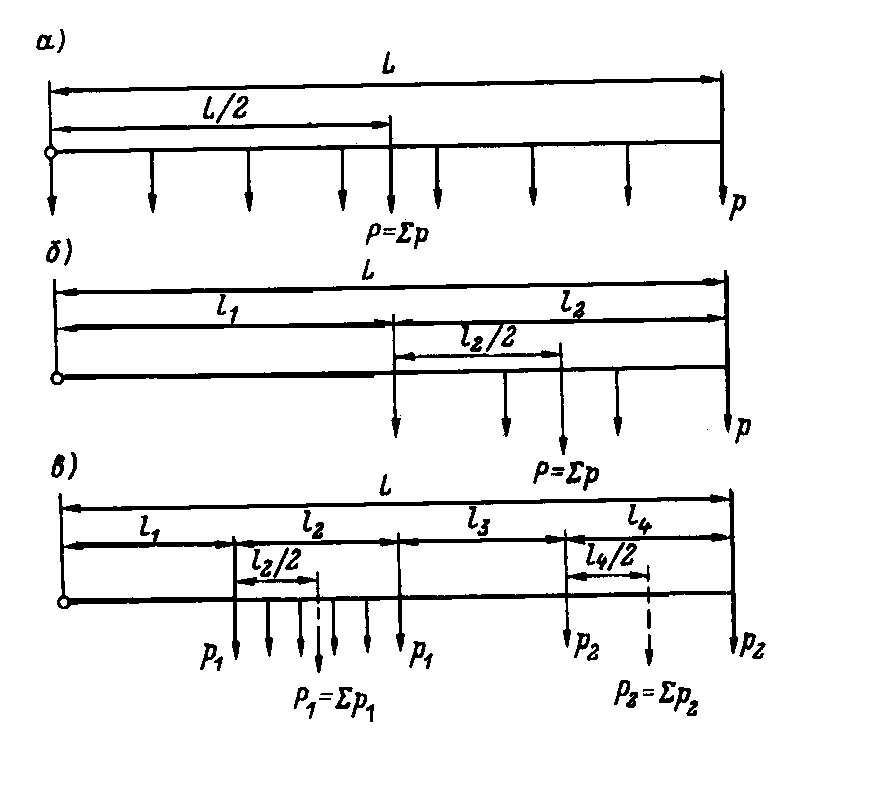 а)
L
l/2
p
P=Σp
б)
L
l₁ l₂
l₂/2
p
P=Σp
в)
L
l₁ l₂ l₃ l₄
l₂/2 l₄/2
p₁ p₁ p₂ p₂
P₁=Σp₁ P₂=Σp₂